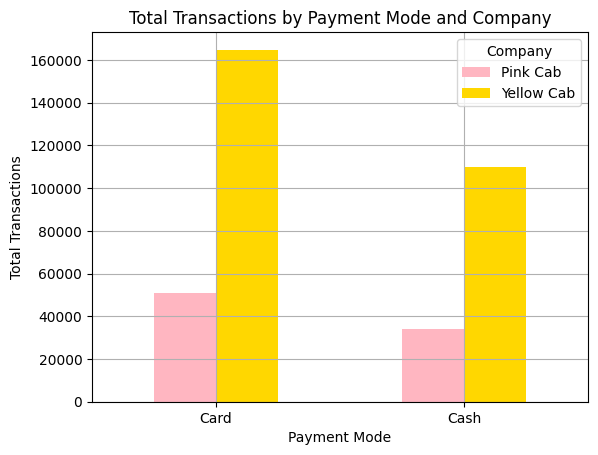 Total Transactions by Payment Mode and Company
Company
Pink Cab
Yellow Cab
160000
140000
120000
100000
80000
60000
40000
20000
0
Total Transactions
Card
Cash
Payment Mode